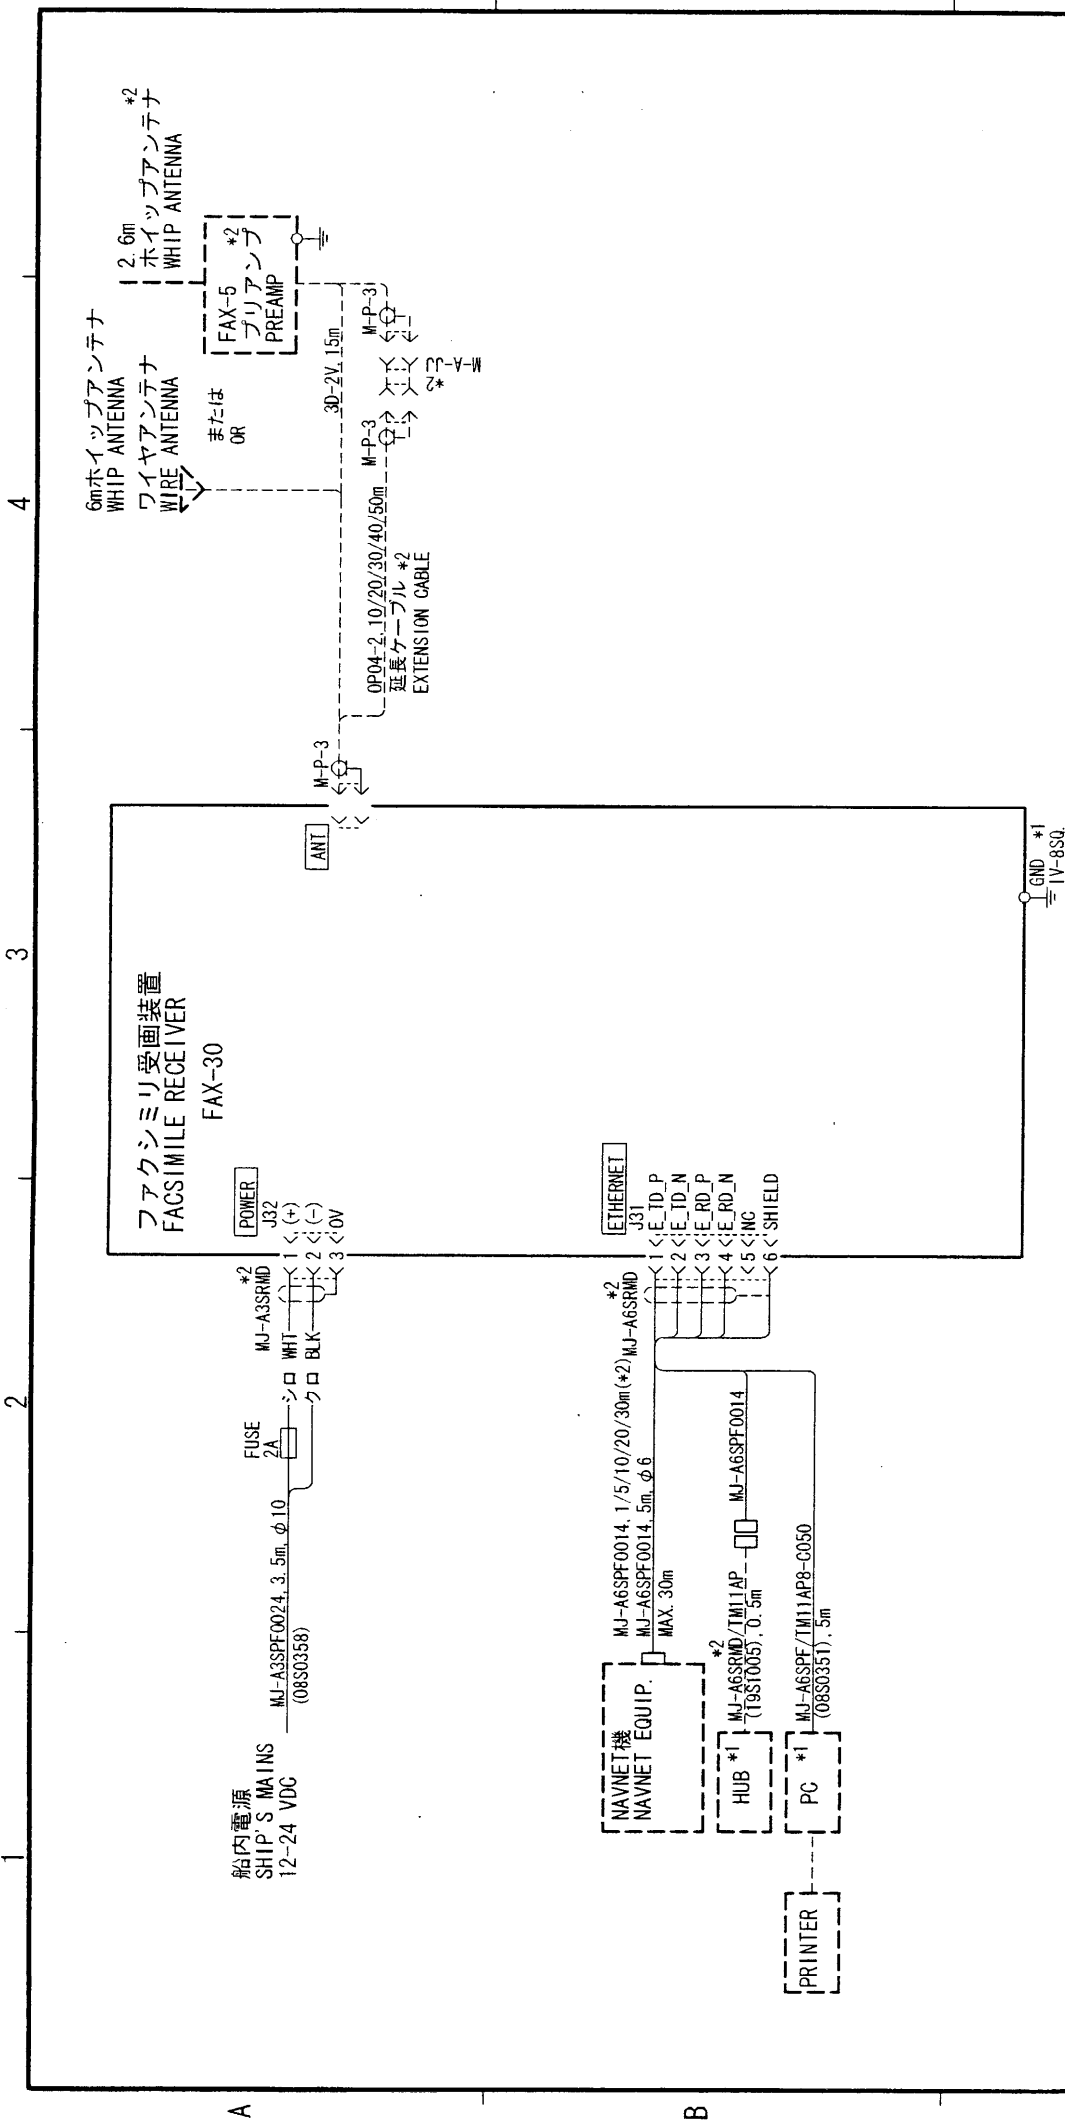 1
2
3
4
A
B
ファクシミリ受画装置
FACSIMILE RECEIVER
FAX-30
船内電源
SHIP'S MAINS
12-24 VDC
MJ-A3SPF0024, 3.5m, φ10
(08S0358)
FUSE
2A
シロ WHT
クロ BLK
MJ-A3SRMD
*2
POWER
J32
1 (+)
2 (-)
3 0V
ANT
M-P-3
6mホイップアンテナ
WHIP ANTENNA
ワイヤアンテナ
WIRE ANTENNA
または
OR
2.6m
ホイップアンテナ *2
WHIP ANTENNA
FAX-5
プリアンプ *2
PREAMP
3D-2V, 15m
M-P-3
M-P-3
M-A-JJ
*2
OP04-2, 10/20/30/40/50m
延長ケーブル *2
EXTENSION CABLE
NAVNET機
NAVNET EQUIP.
MJ-A6SPF0014, 1/5/10/20/30m(*2)
MJ-A6SPF0014, 5m, φ6
MAX. 30m
MJ-A6SRMD
*2
ETHERNET
J31
1 E_TD_P
2 E_TD_N
3 E_RD_P
4 E_RD_N
5 NC
6 SHIELD
HUB *1
*2
MJ-A6SRMD/TM11AP
(19S1005), 0.5m
MJ-A6SPF0014
PC *1
MJ-A6SPF/TM11AP8-C050
(08S0351), 5m
PRINTER
GND *1
IV-8SQ.